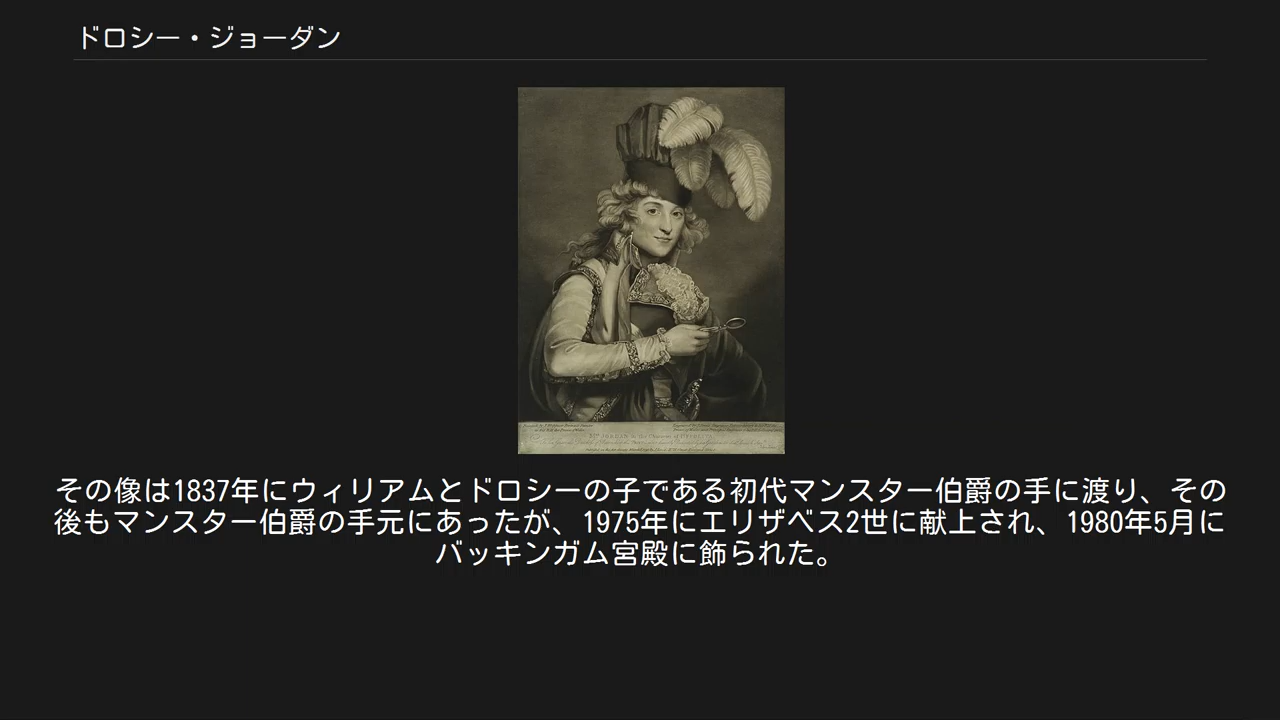 ドロシー・ジョーダン
その像は1837年にウィリアムとドロシーの子である初代マンスター伯爵の手に渡り、その
後もマンスター伯爵の手元にあったが、1975年にエリザベス2世に献上され、1980年5月に
バッキンガム宮殿に飾られた。